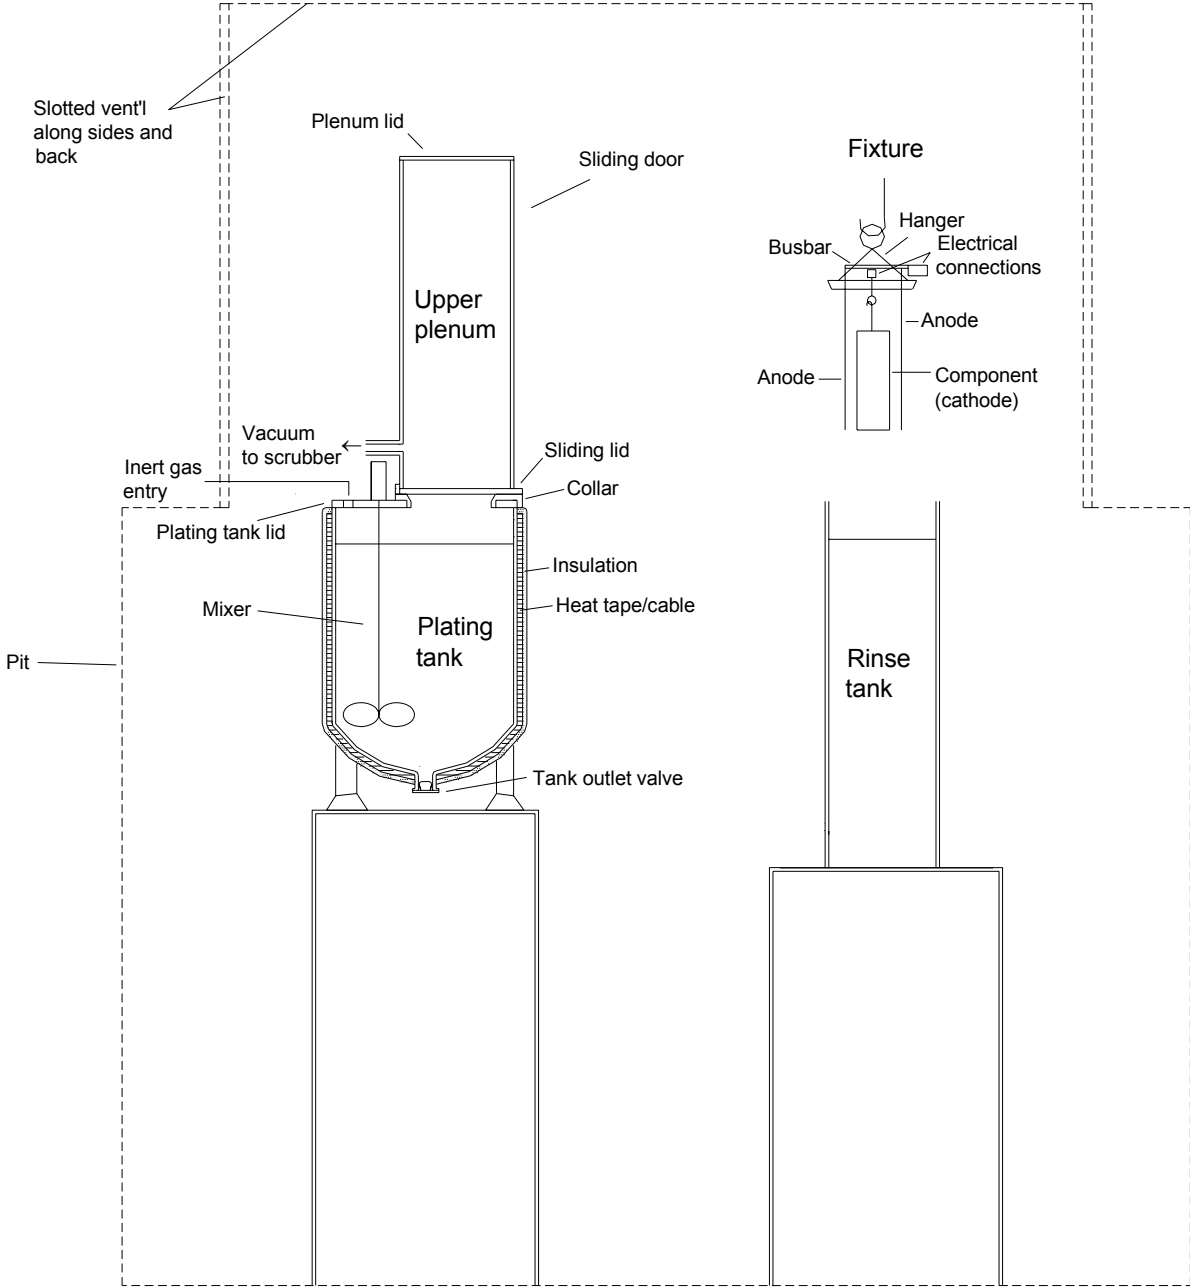 Slotted vent'l
along sides and
back
Plenum lid
Sliding door
Fixture
Hanger
Busbar
Electrical
connections
Upper
plenum
Anode
Anode
Component
(cathode)
Vacuum
to scrubber
Sliding lid
Inert gas
entry
Collar
Plating tank lid
Insulation
Heat tape/cable
Mixer
Plating
tank
Rinse
tank
Pit
Tank outlet valve